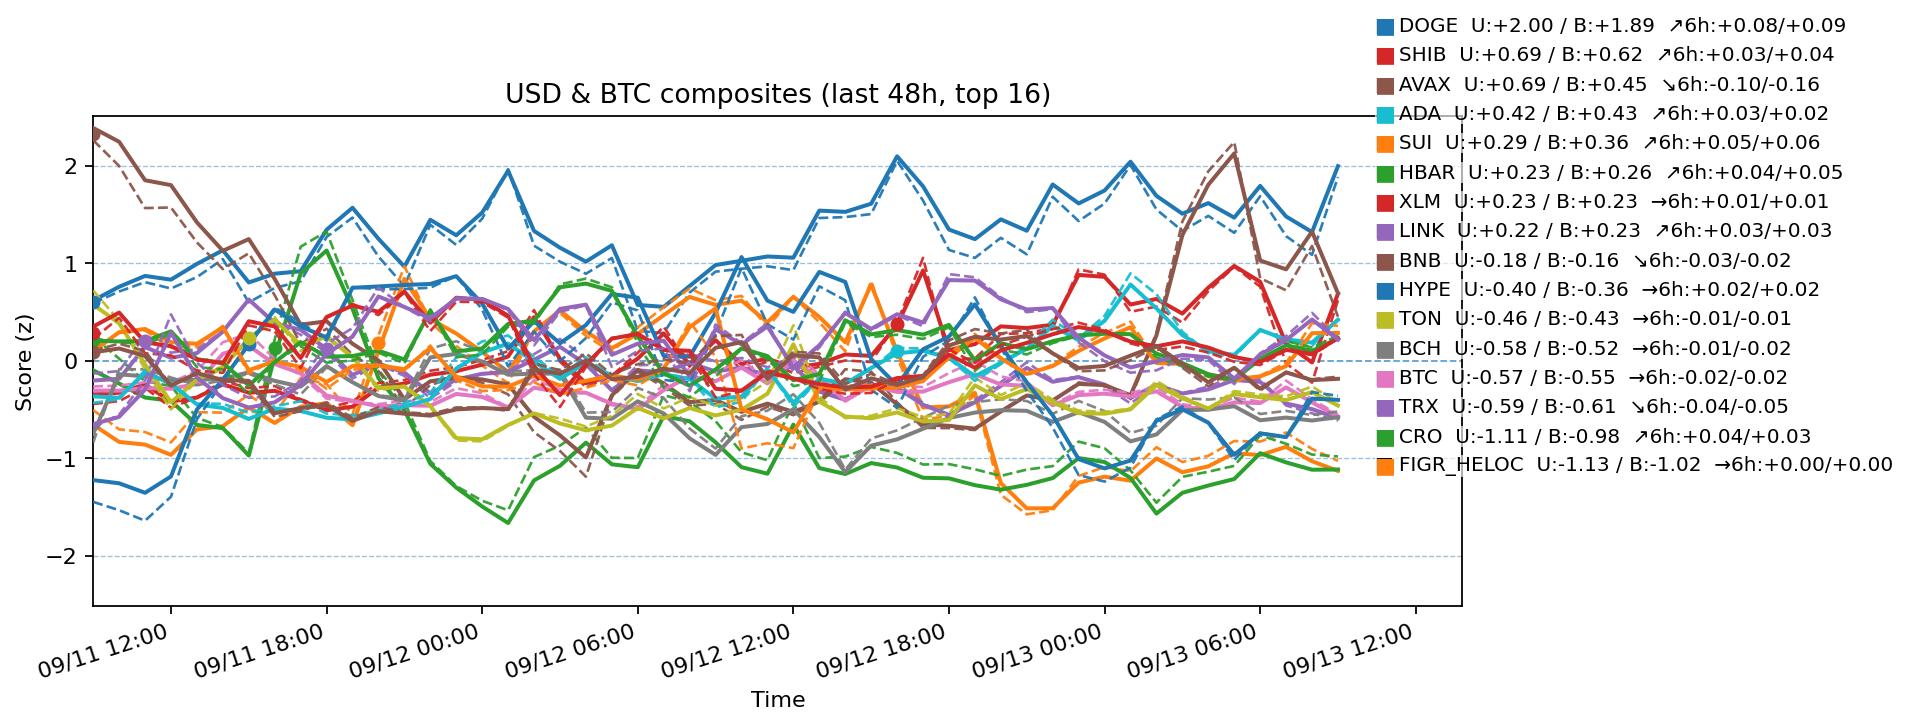 DOGE U:+2.00 / B:+1.89 ↗6h:+0.08/+0.09
SHIB U:+0.69 / B:+0.62 ↗6h:+0.03/+0.04
AVAX U:+0.69 / B:+0.45 ↘6h:-0.10/-0.16
ADA U:+0.42 / B:+0.43 ↗6h:+0.03/+0.02
SUI U:+0.29 / B:+0.36 ↗6h:+0.05/+0.06
HBAR U:+0.23 / B:+0.26 ↗6h:+0.04/+0.05
XLM U:+0.23 / B:+0.23 →6h:+0.01/+0.01
LINK U:+0.22 / B:+0.23 ↗6h:+0.03/+0.03
BNB U:-0.18 / B:-0.16 ↘6h:-0.03/-0.02
HYPE U:-0.40 / B:-0.36 →6h:+0.02/+0.02
TON U:-0.46 / B:-0.43 →6h:-0.01/-0.01
BCH U:-0.58 / B:-0.52 →6h:-0.01/-0.02
BTC U:-0.57 / B:-0.55 →6h:-0.02/-0.02
TRX U:-0.59 / B:-0.61 ↘6h:-0.04/-0.05
CRO U:-1.11 / B:-0.98 ↗6h:+0.04/+0.03
FIGR_HELOC U:-1.13 / B:-1.02 →6h:+0.00/+0.00
USD & BTC composites (last 48h, top 16)
Score (z)
2
1
0
−1
−2
09/11 12:00
09/11 18:00
09/12 00:00
09/12 06:00
09/12 12:00
09/12 18:00
09/13 00:00
09/13 06:00
09/13 12:00
Time